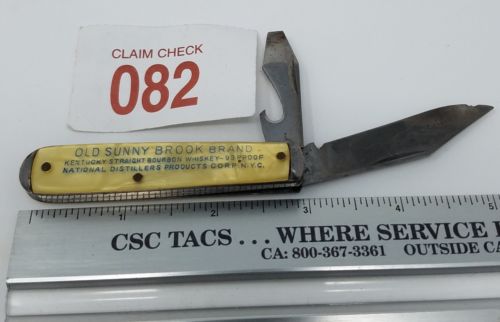 CLAIM CHECK
082
OLD SUNNY BROOK BRAND
KENTUCKY STRAIGHT BOURBON WHISKEY-93 PROOF
NATIONAL DISTILLERS PRODUCTS CORP. N.Y.C.
1 2 3 4 5
CSC TACS . . . WHERE SERVICE
CA: 800-367-3361 OUTSIDE CA